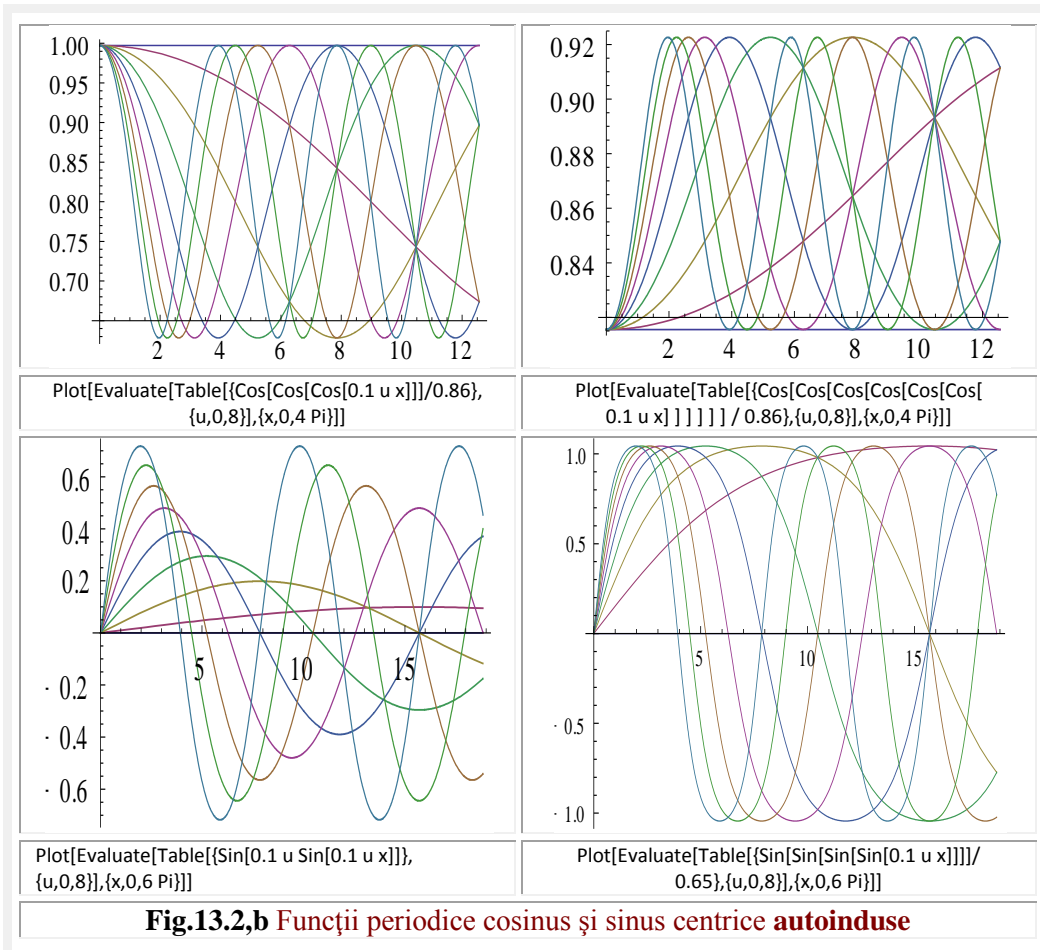 1.00
0.95
0.90
0.85
0.80
0.75
0.70
2 4 6 8 10 12
0.92
0.90
0.88
0.86
0.84
2 4 6 8 10 12
Plot[Evaluate[Table[{Cos[Cos[Cos[0.1 u x]]]/0.86},
{u,0,8}],{x,0,4 Pi}]]
Plot[Evaluate[Table[{Cos[Cos[Cos[Cos[Cos[Cos[
0.1 u x] ] ] ] ] ] / 0.86},{u,0,8}],{x,0,4 Pi}]]
0.6
0.4
0.2
5 10 15
- 0.2
- 0.4
- 0.6
1.0
0.5
5 10 15
- 0.5
- 1.0
Plot[Evaluate[Table[{Sin[0.1 u Sin[0.1 u x]]},
{u,0,8}],{x,0,6 Pi}]]
Plot[Evaluate[Table[{Sin[Sin[Sin[Sin[0.1 u x]]]]/
0.65},{u,0,8}],{x,0,6 Pi}]]
Fig.13.2,b Funcţii periodice cosinus şi sinus centrice autoinduse